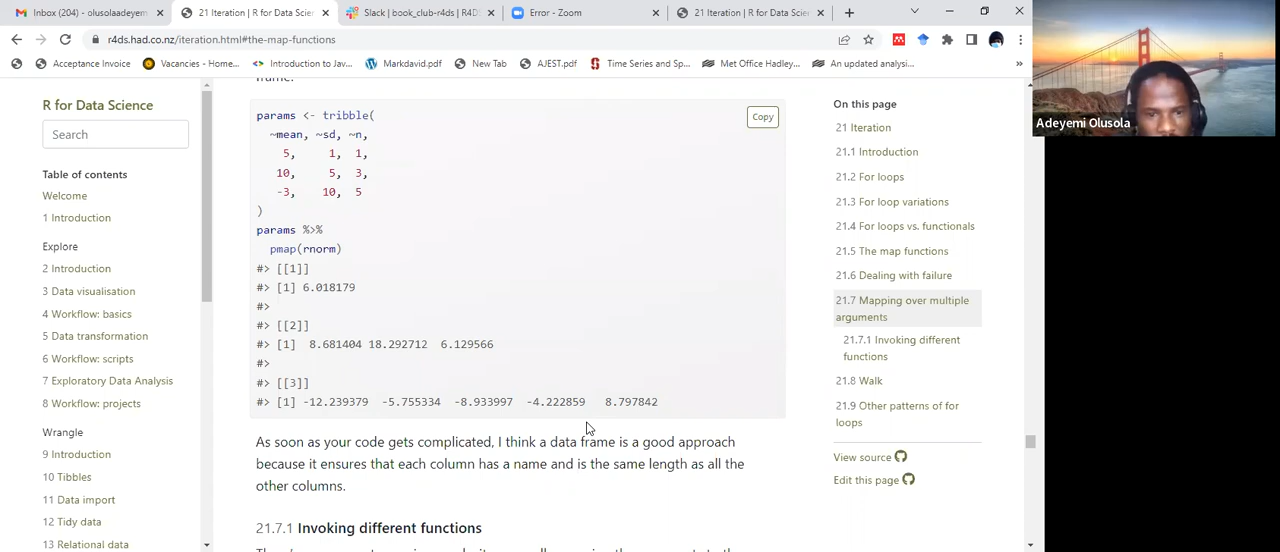 Inbox (204) - olusolaadeyem
21 Iteration | R for Data Science
Slack | book_club-r4ds | R4DS
Error - Zoom
21 Iteration | R for Data Science
r4ds.had.co.nz/iteration.html#the-map-functions
Acceptance Invoice
Vacancies - Home...
Introduction to Jav...
Markdavid.pdf
New Tab
AJEST.pdf
Time Series and Sp...
Met Office Hadley...
An updated analysi...
»
R for Data Science
Search
Table of contents
Welcome
1 Introduction
Explore
2 Introduction
3 Data visualisation
4 Workflow: basics
5 Data transformation
6 Workflow: scripts
7 Exploratory Data Analysis
8 Workflow: projects
Wrangle
9 Introduction
10 Tibbles
11 Data import
12 Tidy data
13 Relational data
frame:
Copy
params <- tribble(
~mean, ~sd, ~n,
5, 1, 1,
10, 5, 3,
-3, 10, 5
)
params %>%
pmap(rnorm)
#> [[1]]
#> [1] 6.018179
#>
#> [[2]]
#> [1] 8.681404 18.292712 6.129566
#>
#> [[3]]
#> [1] -12.239379 -5.755334 -8.933997 -4.222859 8.797842
As soon as your code gets complicated, I think a data frame is a good approach
because it ensures that each column has a name and is the same length as all the
other columns.
21.7.1 Invoking different functions
On this page
21 Iteration
21.1 Introduction
21.2 For loops
21.3 For loop variations
21.4 For loops vs. functionals
21.5 The map functions
21.6 Dealing with failure
21.7 Mapping over multiple
arguments
21.7.1 Invoking different
functions
21.8 Walk
21.9 Other patterns of for
loops
View source
Edit this page
Adeyemi Olusola